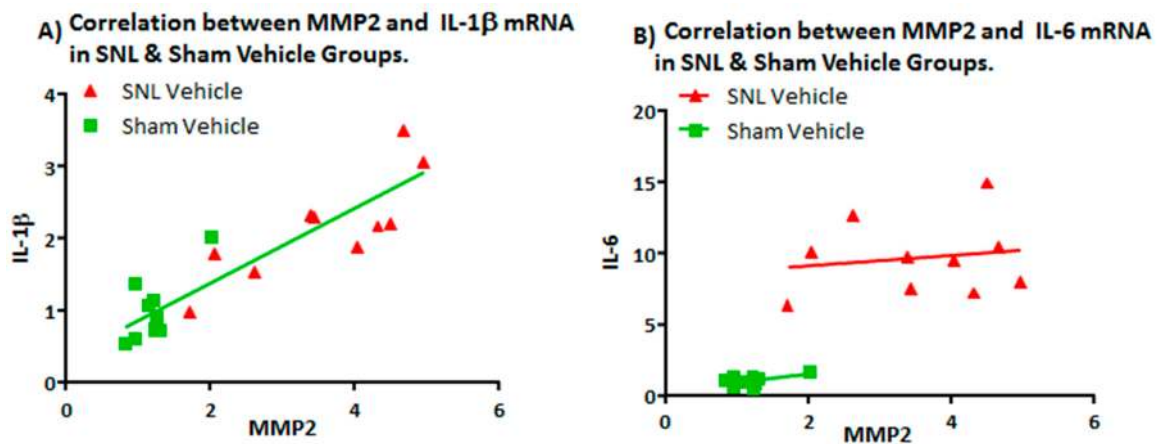 A) Correlation between MMP2 and IL-1β mRNA
in SNL & Sham Vehicle Groups.
SNL Vehicle
Sham Vehicle
4
3
2
1
0
IL-1β
0 2 4 6
MMP2
B) Correlation between MMP2 and IL-6 mRNA
in SNL & Sham Vehicle Groups.
SNL Vehicle
Sham Vehicle
20
15
10
5
0
IL-6
0 2 4 6
MMP2